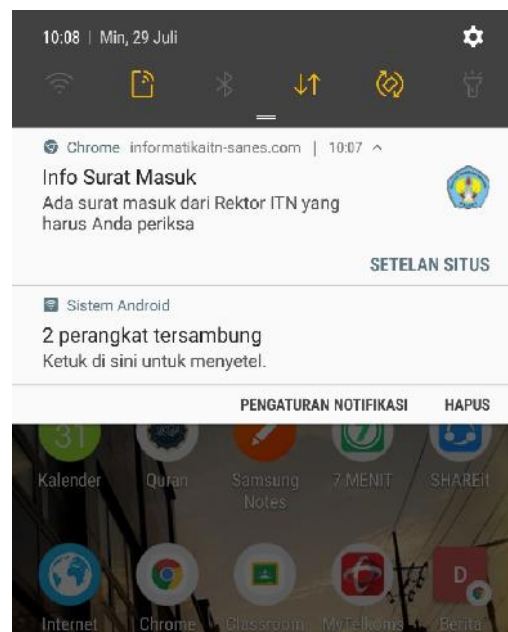 10:08 | Min, 29 Juli
Chrome informatikaitn-sanes.com | 10:07
Info Surat Masuk
Ada surat masuk dari Rektor ITN yang
harus Anda periksa
SETELAN SITUS
Sistem Android
2 perangkat tersambung
Ketuk di sini untuk menyetel.
PENGATURAN NOTIFIKASI HAPUS
31
Kalender Quran Samsung Notes 7 MENIT SHAREit
7
D
Internet Chrome Classroom MyTelkoms Berita